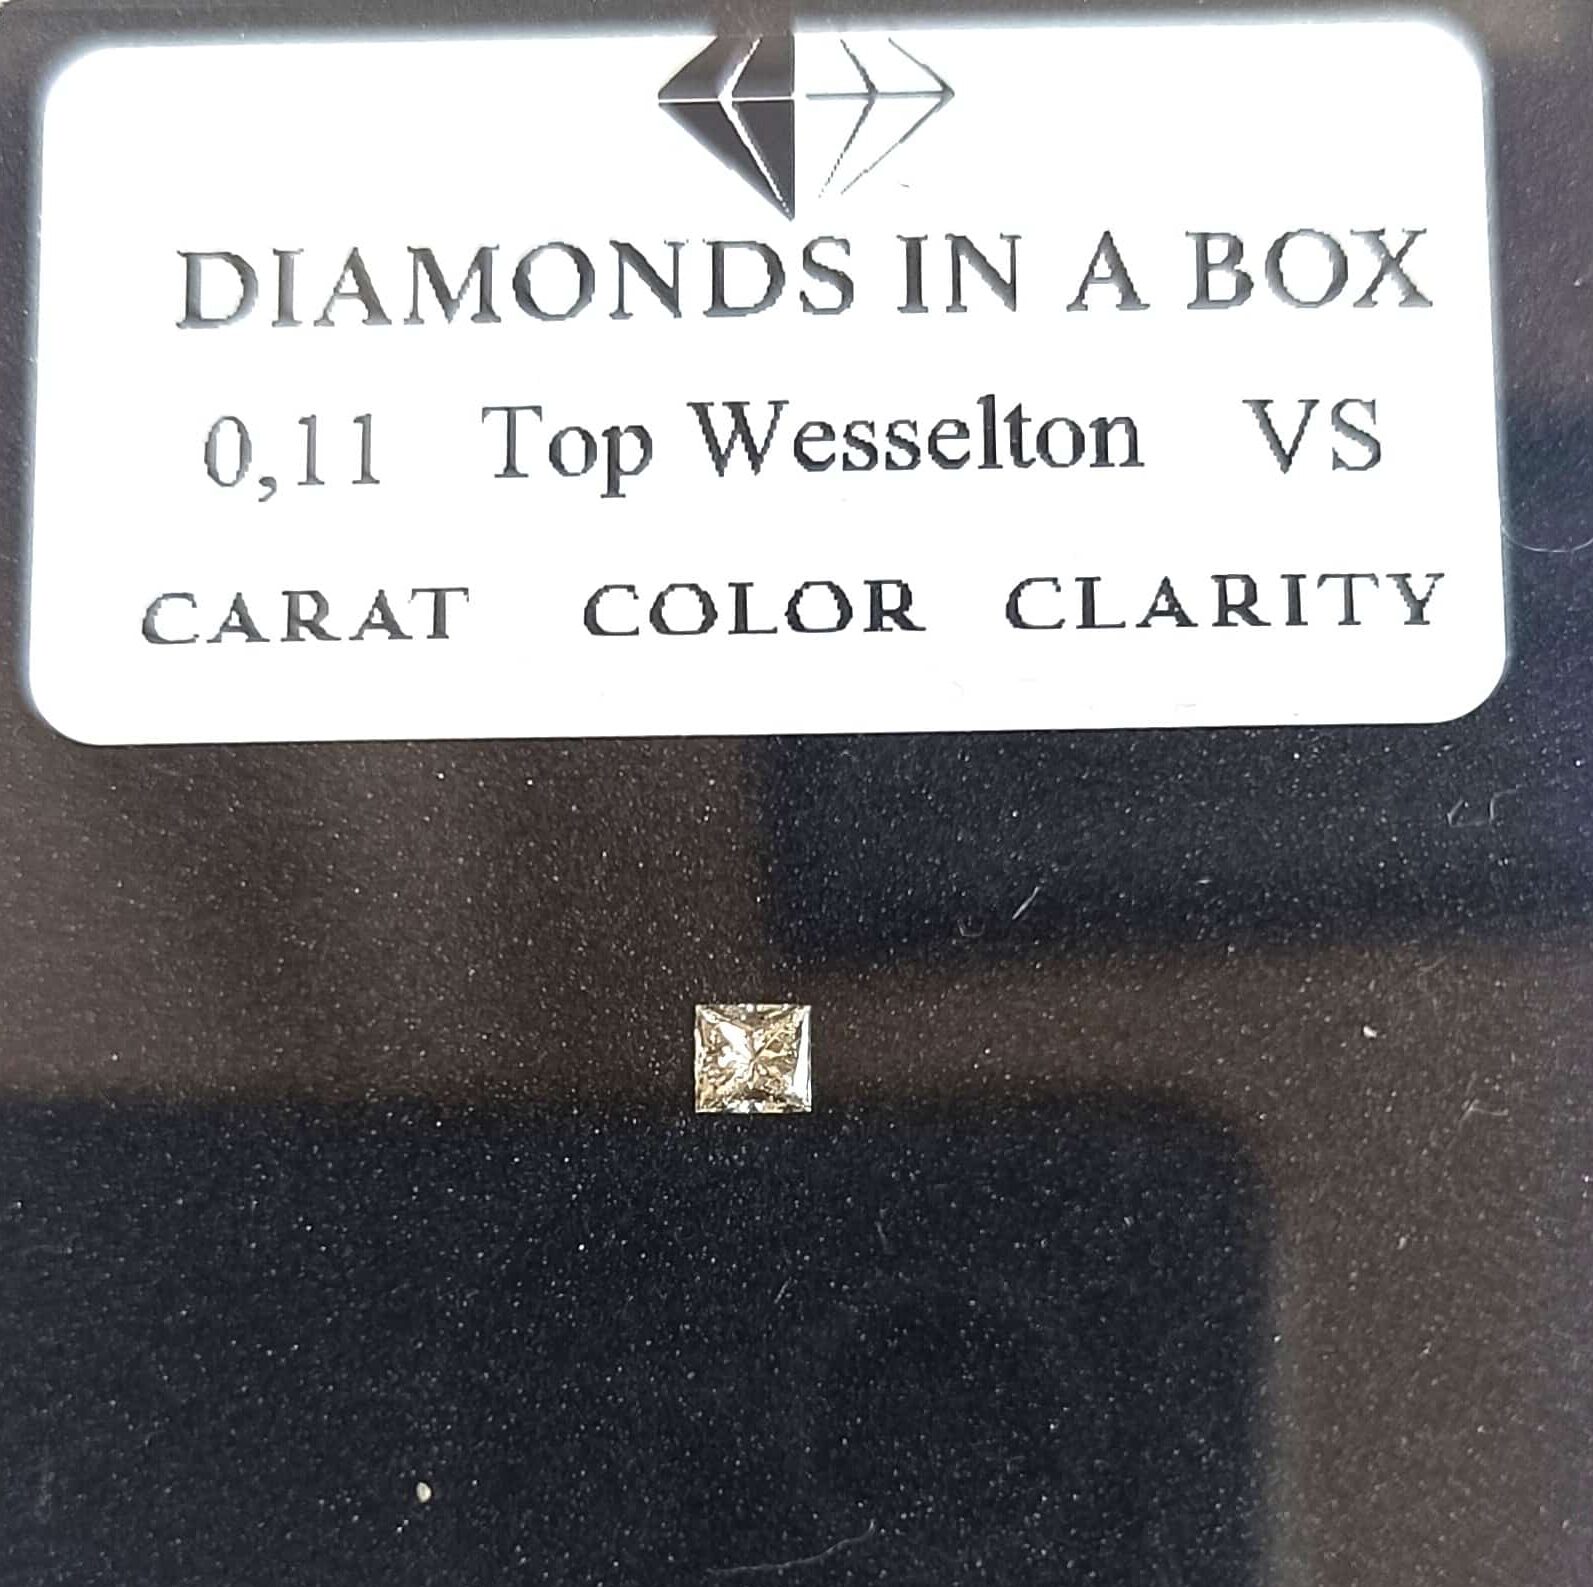 DIAMONDS IN A BOX
0,11 Top Wesselton VS
CARAT COLOR CLARITY